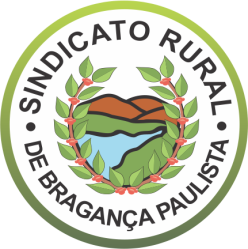 SINDICATO RURAL
DE BRAGANÇA PAULISTA